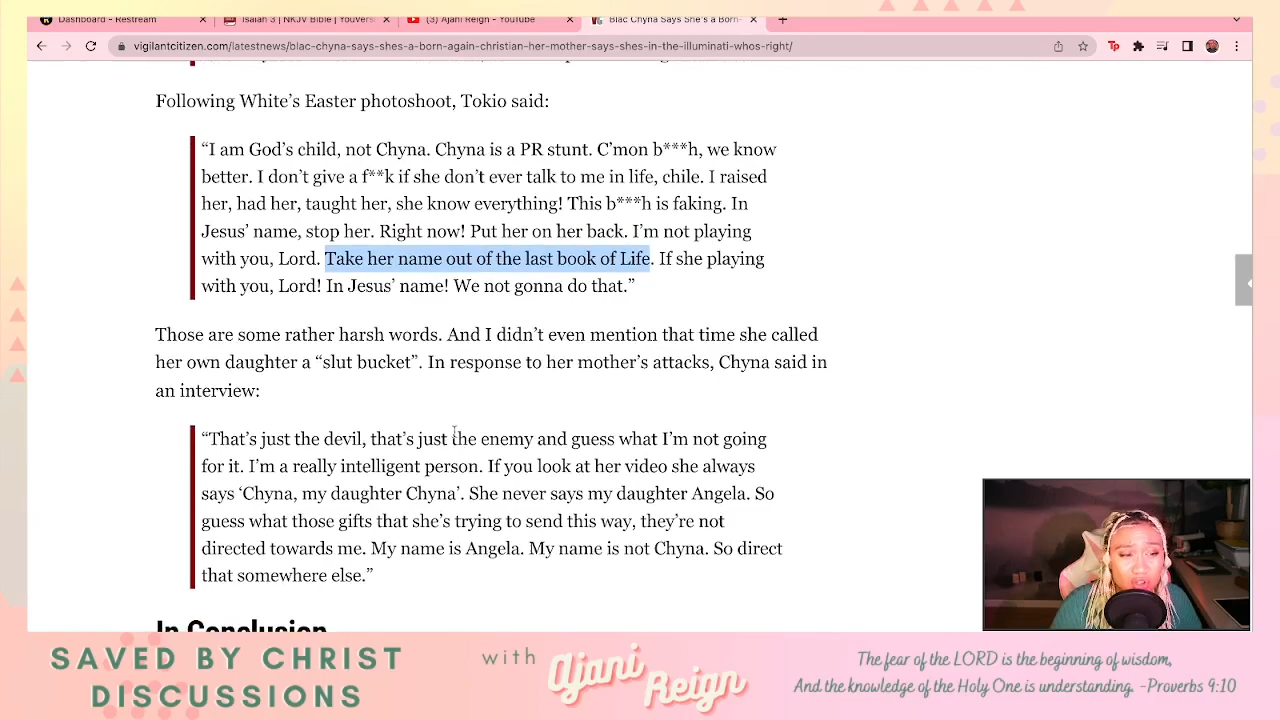 Dashboard - Restream
Isaiah 3 | NKJV Bible | YouVers
(3) Ajani Reign - YouTube
Blac Chyna Says She's a Born-
vigilantcitizen.com/latestnews/blac-chyna-says-shes-a-born-again-christian-her-mother-says-shes-in-the-illuminati-whos-right/
Following White's Easter photoshoot, Tokio said:
“I am God's child, not Chyna. Chyna is a PR stunt. C'mon b***h, we know
better. I don't give a f**k if she don't ever talk to me in life, chile. I raised
her, had her, taught her, she know everything! This b***h is faking. In
Jesus' name, stop her. Right now! Put her on her back. I'm not playing
with you, Lord. Take her name out of the last book of Life. If she playing
with you, Lord! In Jesus' name! We not gonna do that.”
Those are some rather harsh words. And I didn't even mention that time she called
her own daughter a “slut bucket”. In response to her mother's attacks, Chyna said in
an interview:
“That's just the devil, that's just the enemy and guess what I'm not going
for it. I'm a really intelligent person. If you look at her video she always
says ‘Chyna, my daughter Chyna’. She never says my daughter Angela. So
guess what those gifts that she's trying to send this way, they're not
directed towards me. My name is Angela. My name is not Chyna. So direct
that somewhere else.”
In Conclusion
SAVED BY CHRIST
DISCUSSIONS
with
Ajani
Reign
The fear of the LORD is the beginning of wisdom,
And the knowledge of the Holy One is understanding. -Proverbs 9:10